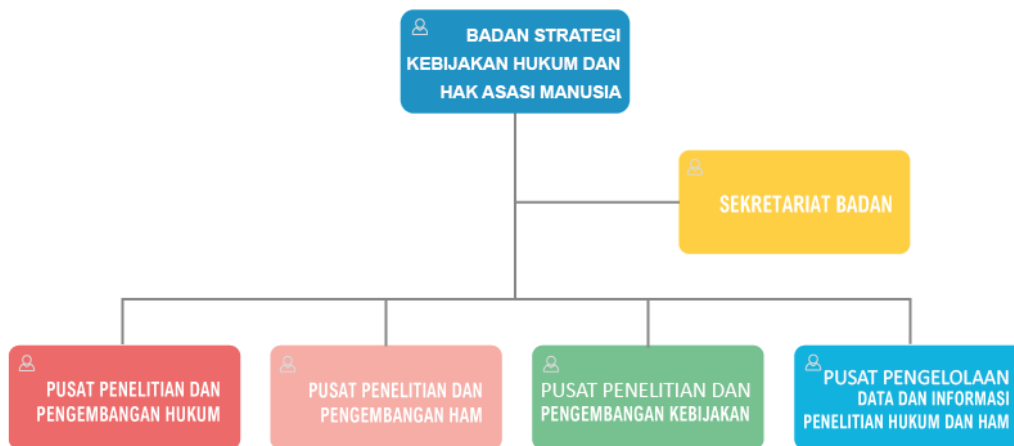 BADAN STRATEGI
KEBIJAKAN HUKUM DAN
HAK ASASI MANUSIA
SEKRETARIAT BADAN
PUSAT PENELITIAN DAN
PENGEMBANGAN HUKUM
PUSAT PENELITIAN DAN
PENGEMBANGAN HAM
PUSAT PENELITIAN DAN
PENGEMBANGAN KEBIJAKAN
PUSAT PENGELOLAAN
DATA DAN INFORMASI
PENELITIAN HUKUM DAN HAM